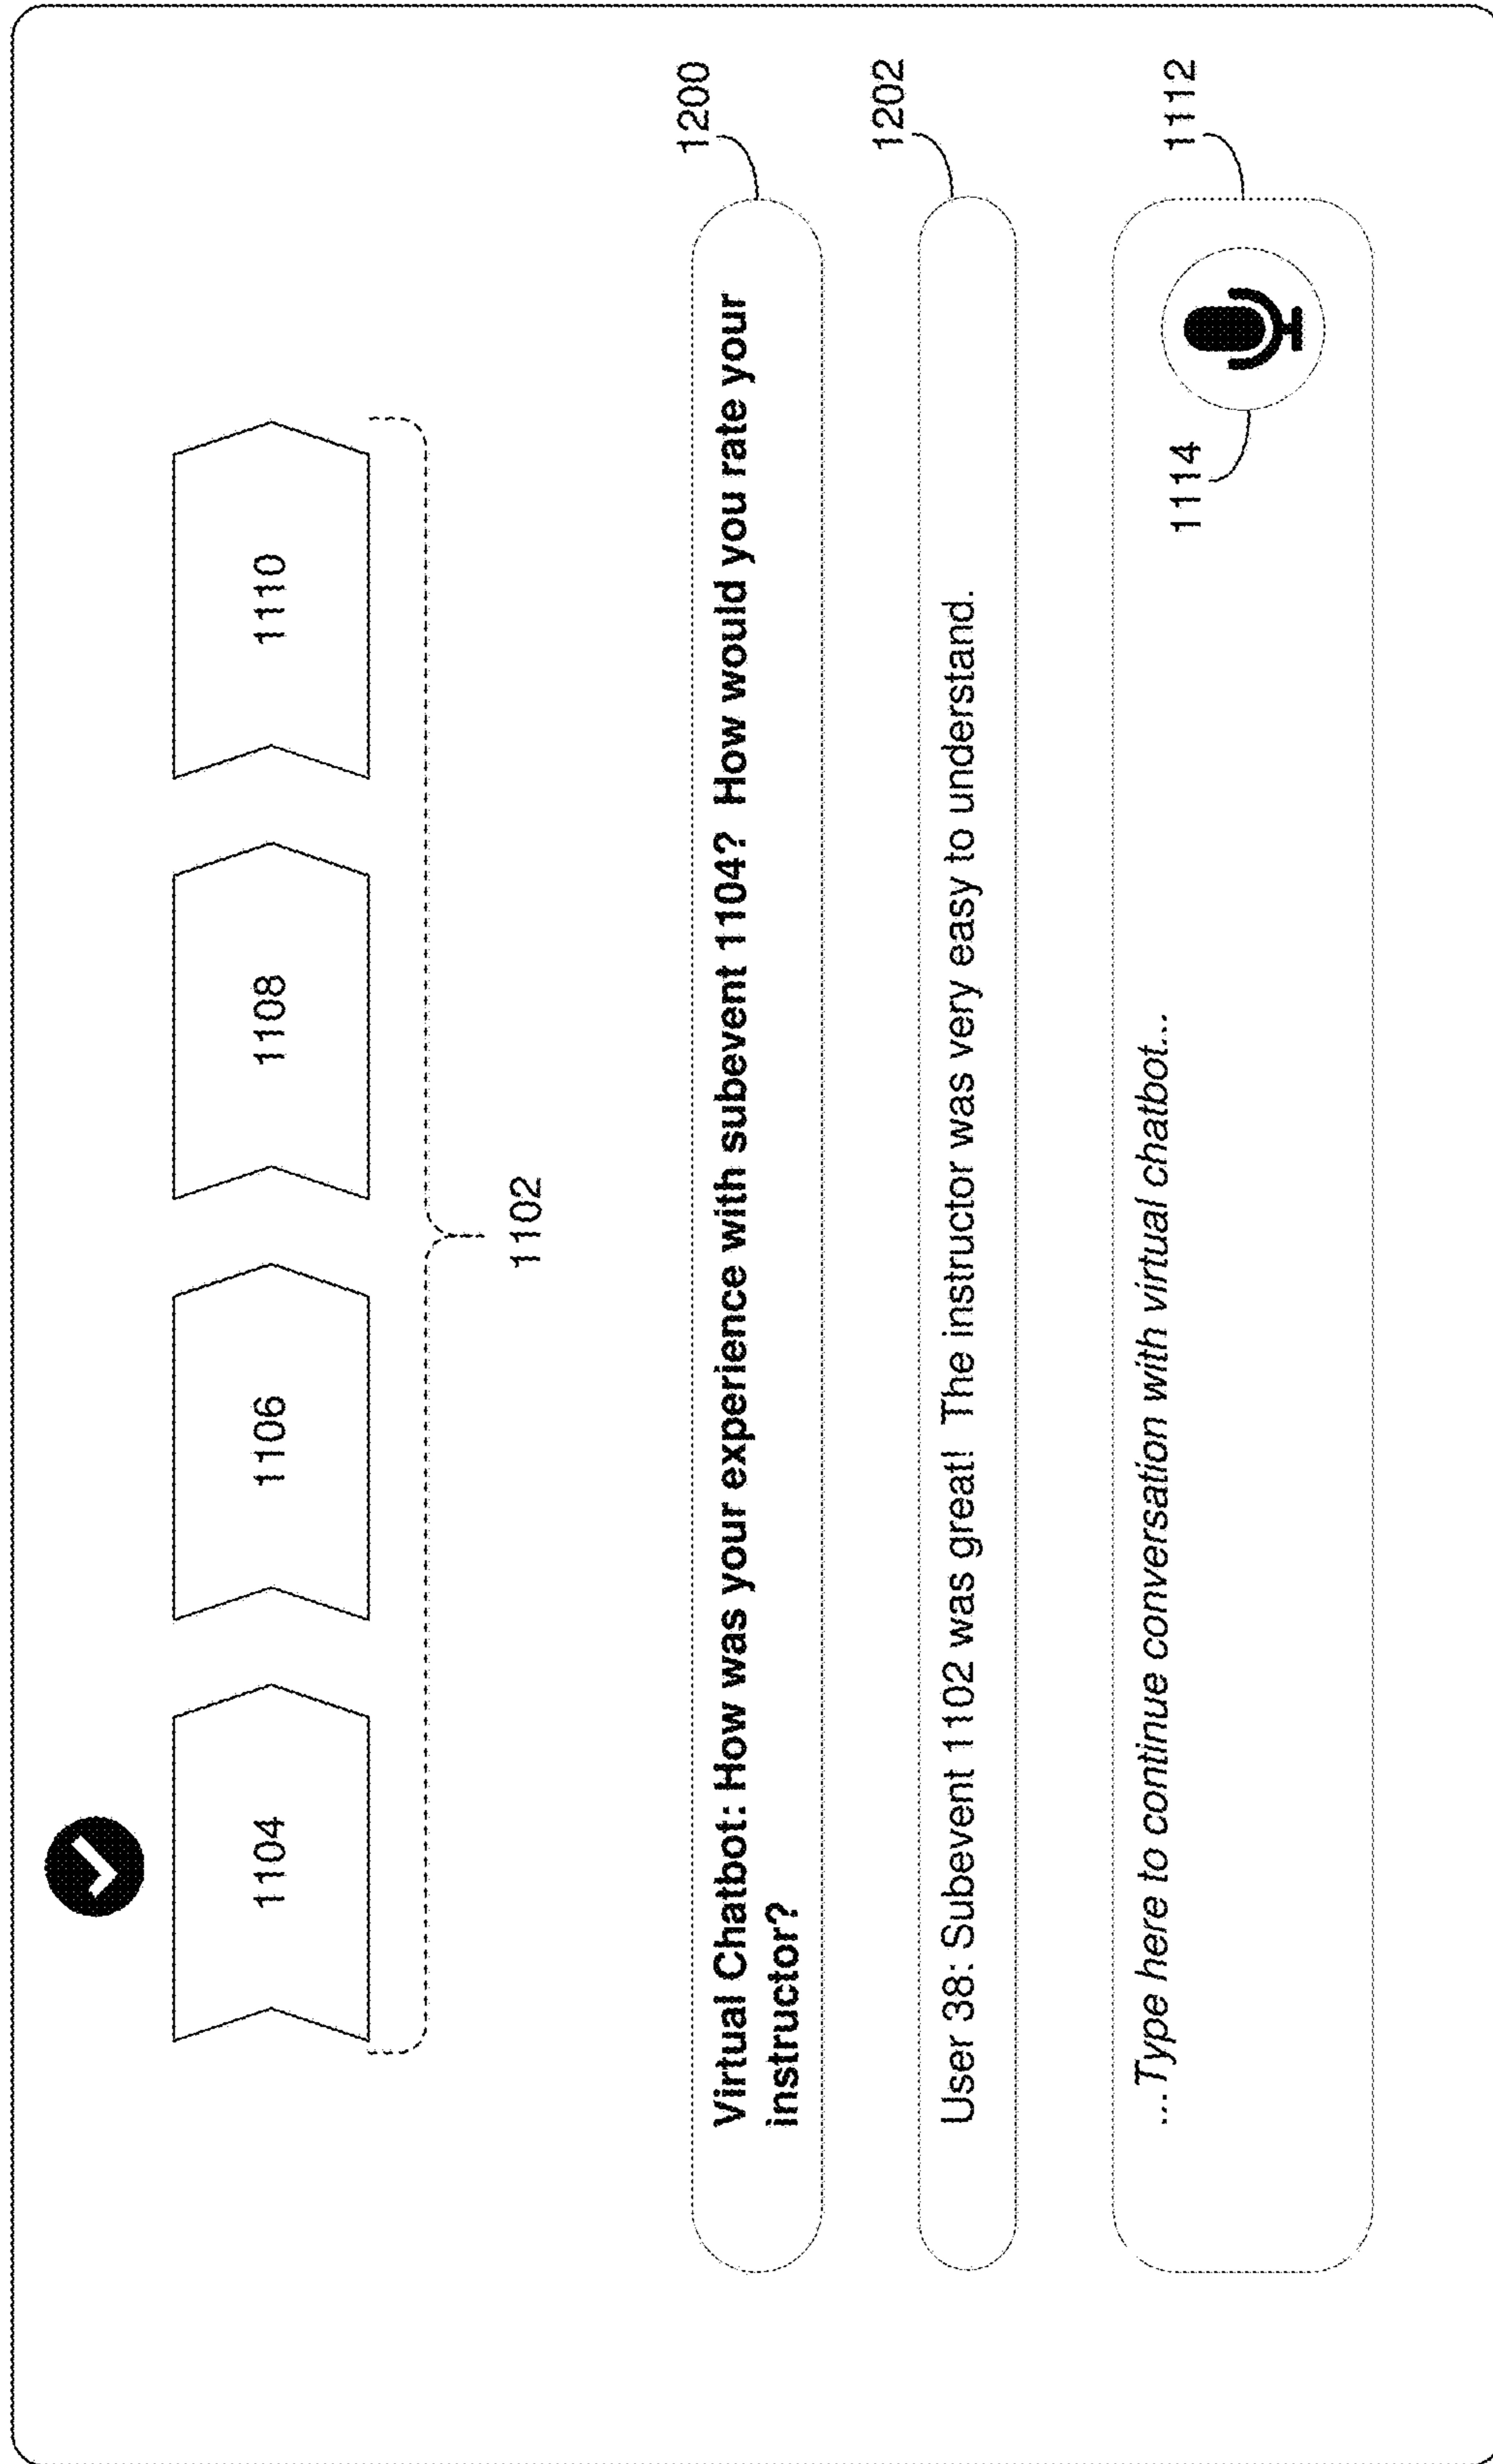 1104
1106
1108
1110
1102
1200
Virtual Chatbot: How was your experience with subevent 1104?  How would you rate your
instructor?
1202
User 38: Subevent 1102 was great!  The instructor was very easy to understand.
1112
...Type here to continue conversation with virtual chatbot...
1114